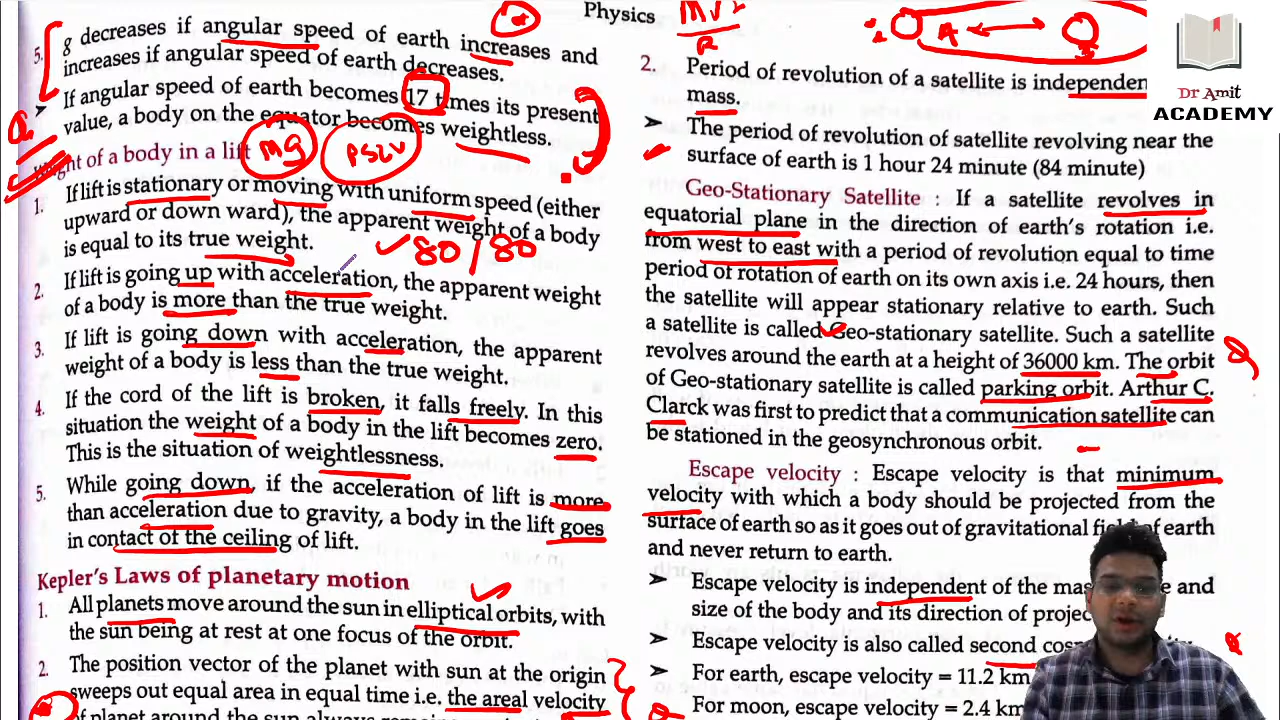 Physics
5. g decreases if angular speed of earth increases and
increases if angular speed of earth decreases.
➤ If angular speed of earth becomes 17 times its present
value, a body on the equator becomes weightless.
Weight of a body in a lift
mg
PSLV
1. If lift is stationary or moving with uniform speed (either
upward or down ward), the apparent weight of a body
is equal to its true weight.
80/80
2. If lift is going up with acceleration, the apparent weight
of a body is more than the true weight.
3. If lift is going down with acceleration, the apparent
weight of a body is less than the true weight.
4. If the cord of the lift is broken, it falls freely. In this
situation the weight of a body in the lift becomes zero.
This is the situation of weightlessness.
5. While going down, if the acceleration of lift is more
than acceleration due to gravity, a body in the lift goes
in contact of the ceiling of lift.
Kepler's Laws of planetary motion
1. All planets move around the sun in elliptical orbits, with
the sun being at rest at one focus of the orbit.
2. The position vector of the planet with sun at the origin
sweeps out equal area in equal time i.e. the areal velocity
of planet around the sun always
2. Period of revolution of a satellite is independen
mass.
➤ The period of revolution of satellite revolving near the
surface of earth is 1 hour 24 minute (84 minute)
Geo-Stationary Satellite : If a satellite revolves in
equatorial plane in the direction of earth's rotation i.e.
from west to east with a period of revolution equal to time
period of rotation of earth on its own axis i.e. 24 hours, then
the satellite will appear stationary relative to earth. Such
a satellite is called Geo-stationary satellite. Such a satellite
revolves around the earth at a height of 36000 km. The orbit
of Geo-stationary satellite is called parking orbit. Arthur C.
Clarck was first to predict that a communication satellite can
be stationed in the geosynchronous orbit.
Escape velocity : Escape velocity is that minimum
velocity with which a body should be projected from the
surface of earth so as it goes out of gravitational field of earth
and never return to earth.
➤ Escape velocity is independent of the mas and
size of the body and its direction of projec
➤ Escape velocity is also called second cos
➤ For earth, escape velocity = 11.2 km
For moon, escape velocity = 2.4 km
Dr Amit
ACADEMY